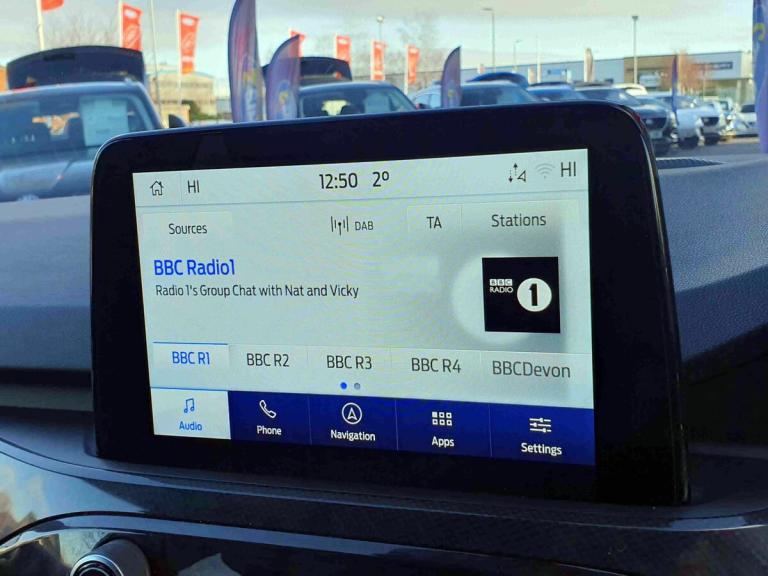 HI 12:50 2º HI
Sources DAB TA Stations
BBC Radio1
Radio 1's Group Chat with Nat and Vicky
BBC
RADIO 1
BBC R1 BBC R2 BBC R3 BBC R4 BBCDevon
Audio Phone Navigation Apps Settings